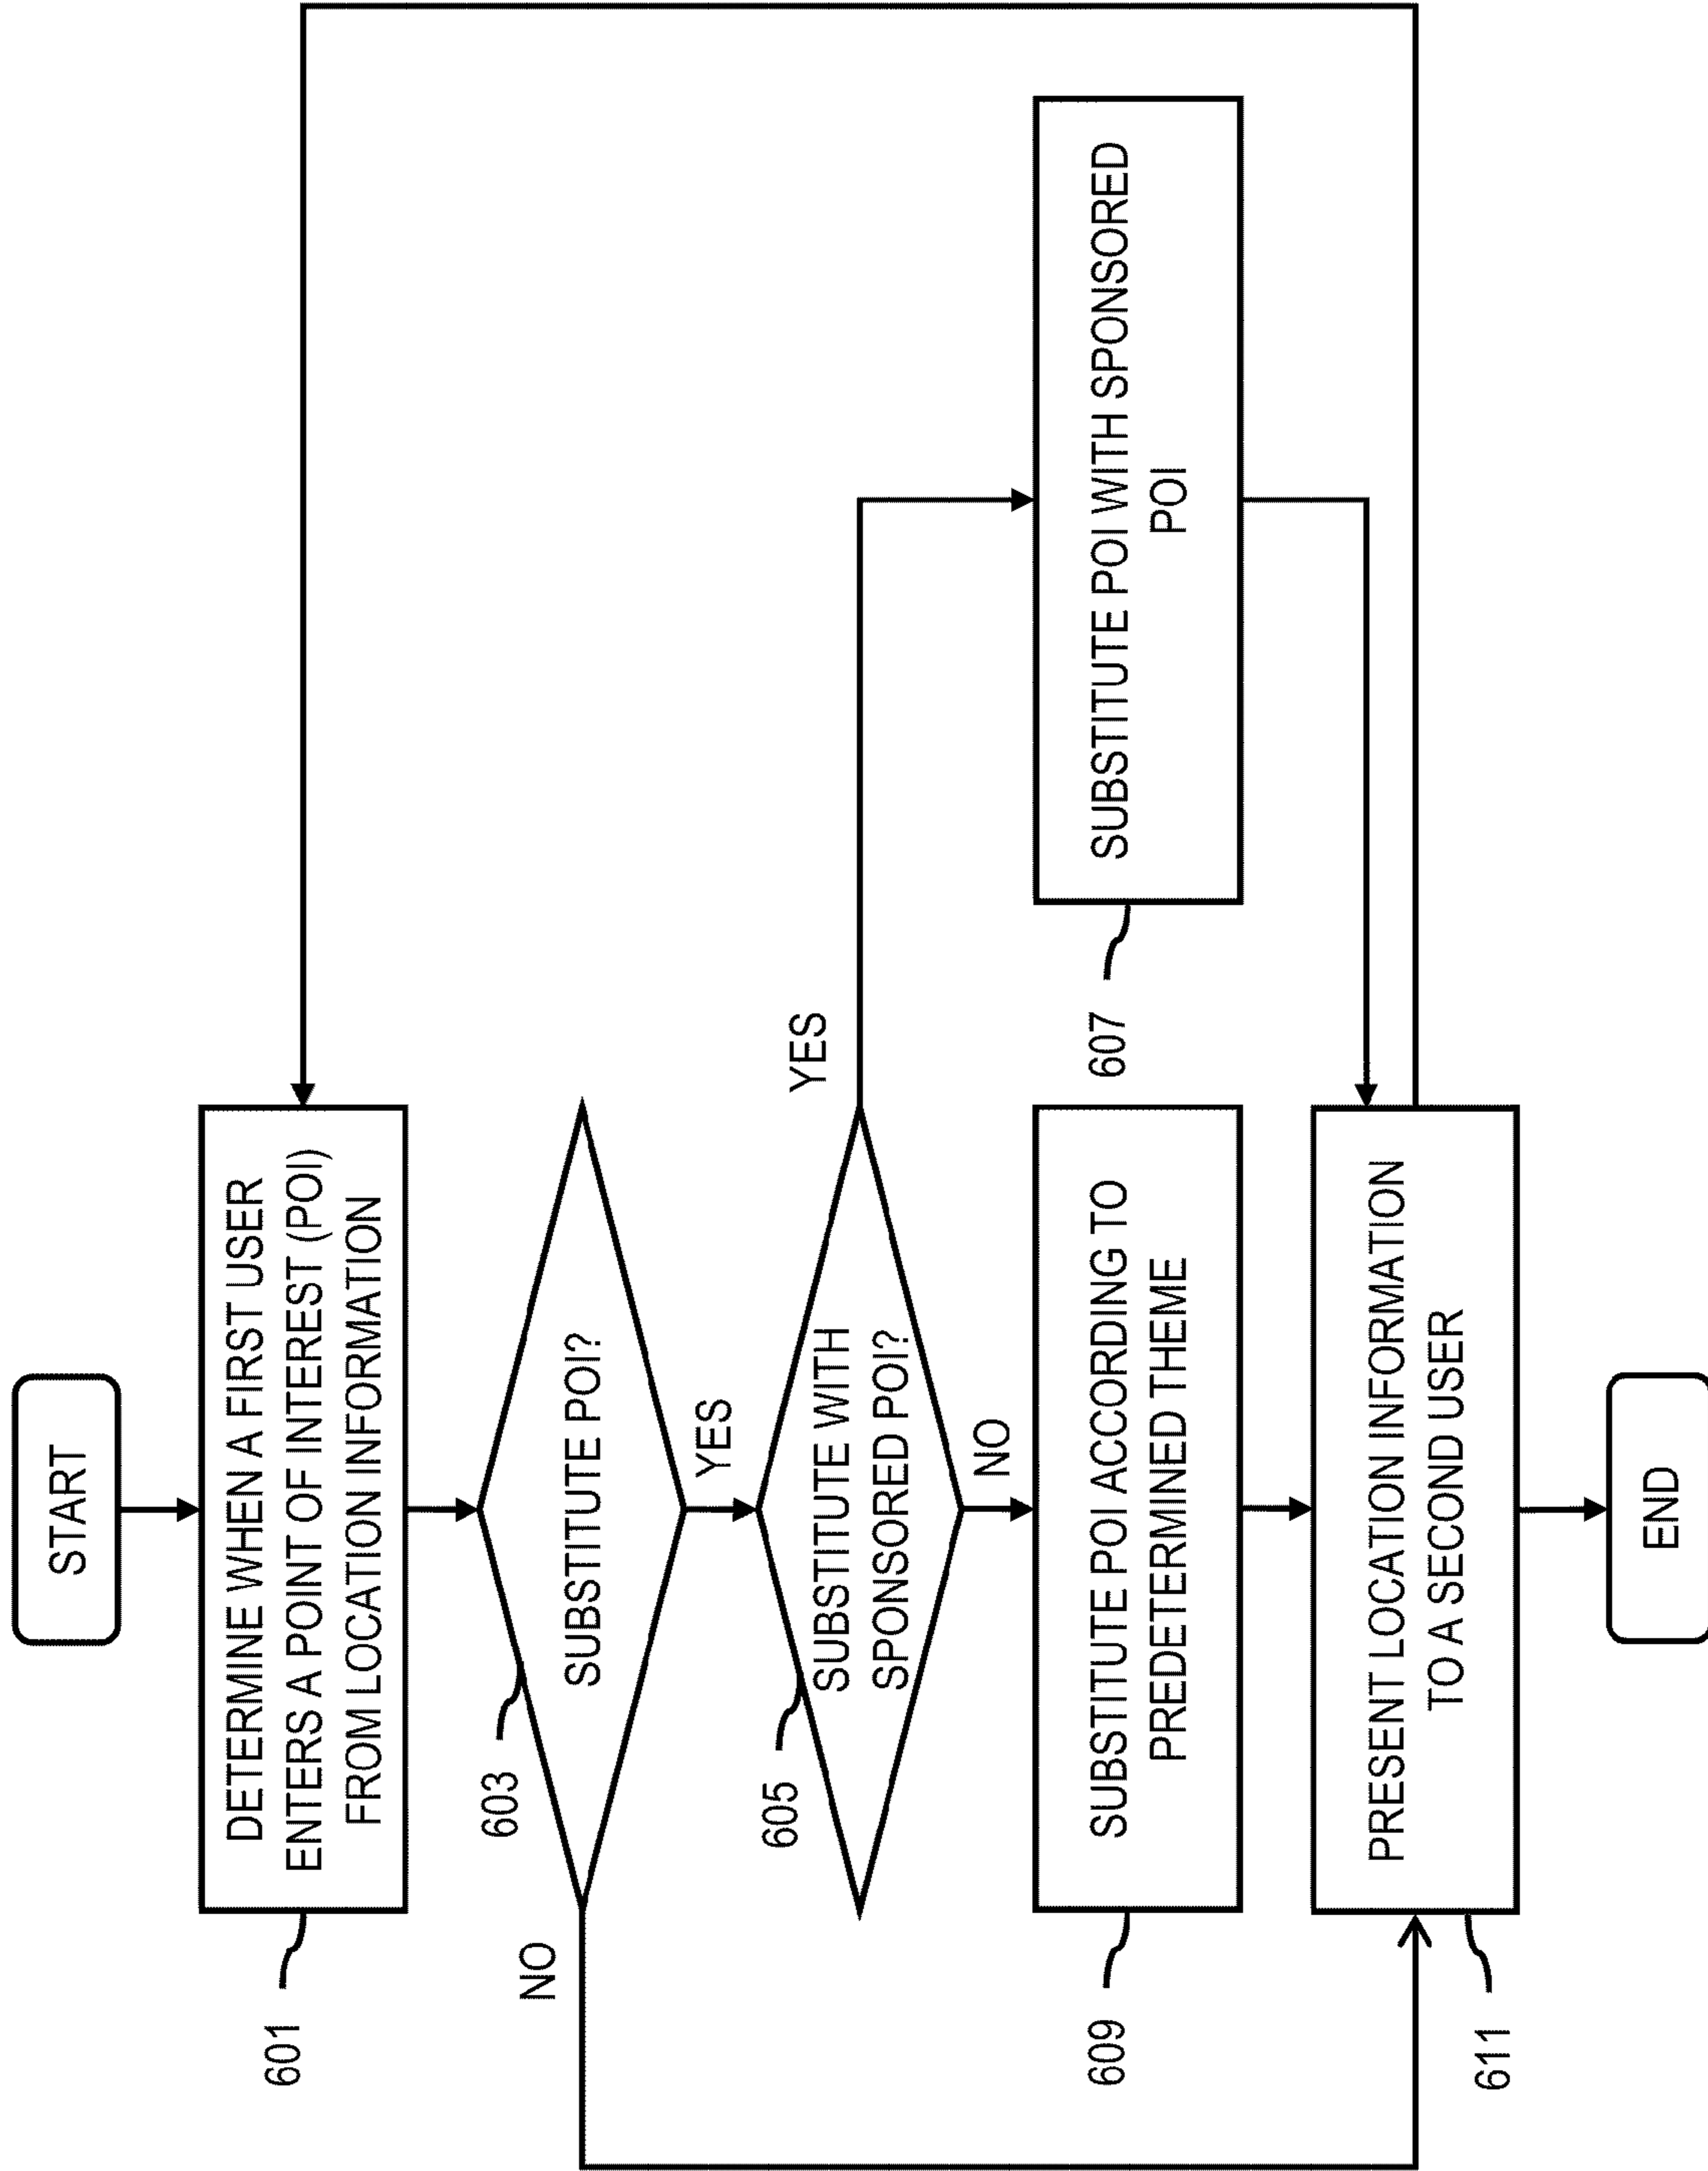 START
601
DETERMINE WHEN A FIRST USER
ENTERS A POINT OF INTEREST (POI)
FROM LOCATION INFORMATION
603
SUBSTITUTE POI?
NO
YES
605
SUBSTITUTE WITH
SPONSORED POI?
YES
NO
609
SUBSTITUTE POI ACCORDING TO
PREDETERMINED THEME
607
SUBSTITUTE POI WITH SPONSORED
POI
611
PRESENT LOCATION INFORMATION
TO A SECOND USER
END